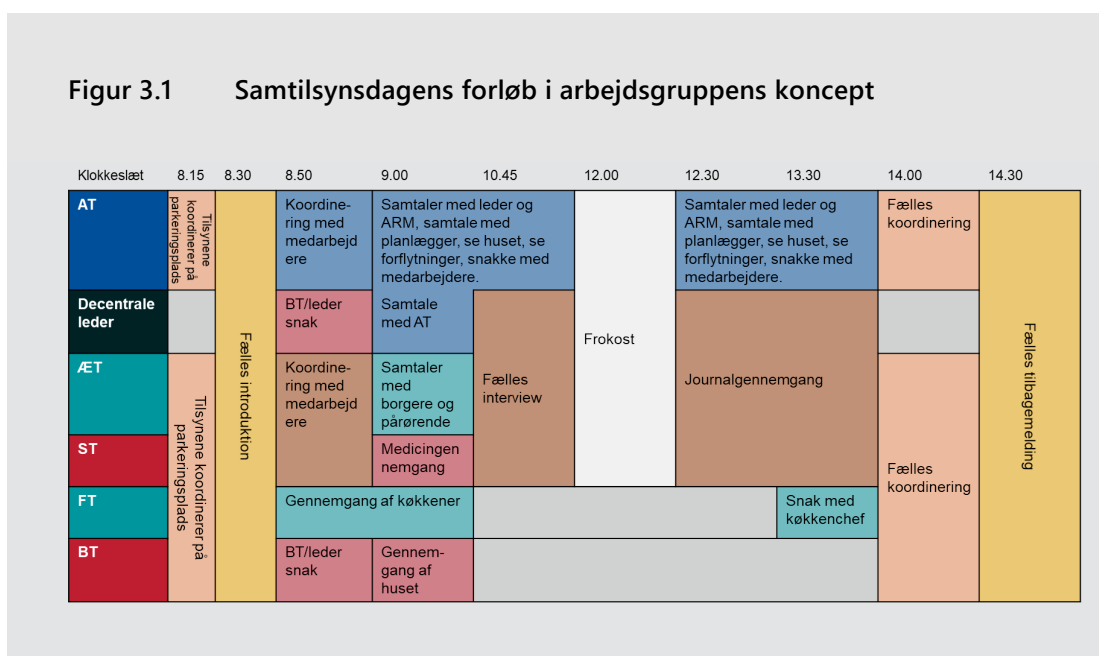 Figur 3.1 Samtilsynsdagens forløb i arbejdsgruppens koncept
Klokkeslæt 8.15 8.30 8.50 9.00 10.45 12.00 12.30 13.30 14.00 14.30
AT
Tilsynene
koordinerer på
parkeringsplads
Fælles introduktion
Koordine-
ring med
medarbejd
ere
Samtaler med leder og
ARM, samtale med
planlægger, se huset, se
forflytninger, snakke med
medarbejdere.
Frokost
Samtaler med leder og
ARM, samtale med
planlægger, se huset, se
forflytninger, snakke med
medarbejdere.
Fælles
koordinering
Fælles tilbagemelding
Decentrale
leder
BT/leder
snak
Samtale
med AT
Fælles
interview
Journalgennemgang
ÆT
Tilsynene koordinerer på
parkeringsplads
Koordine-
ring med
medarbejd
ere
Samtaler
med
borgere og
pårørende
Fælles
koordinering
ST
Medicingen
nemgang
FT
Gennemgang af køkkener
Snak med
køkkenchef
BT
BT/leder
snak
Gennem-
gang af
huset